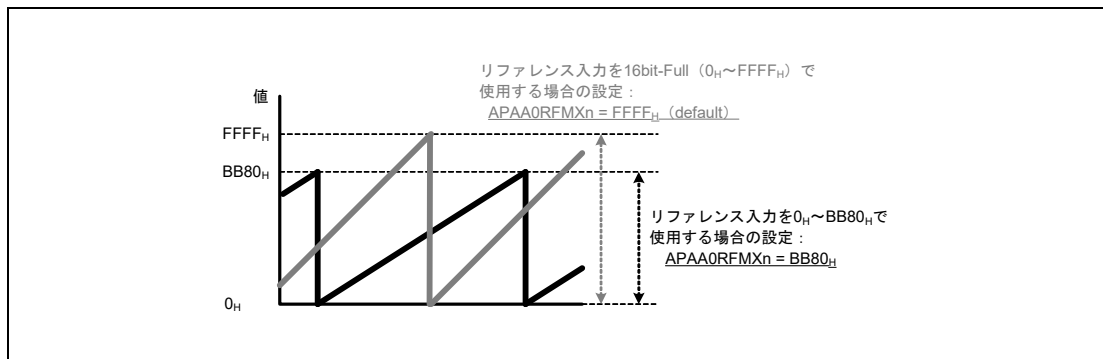 リファレンス入力を16bit-Full（0H～FFFFH）で
使用する場合の設定：
APAA0RFMXn = FFFFH（default）
値
FFFFH
BB80H
リファレンス入力を0H～BB80Hで
使用する場合の設定：
APAA0RFMXn = BB80H
0H